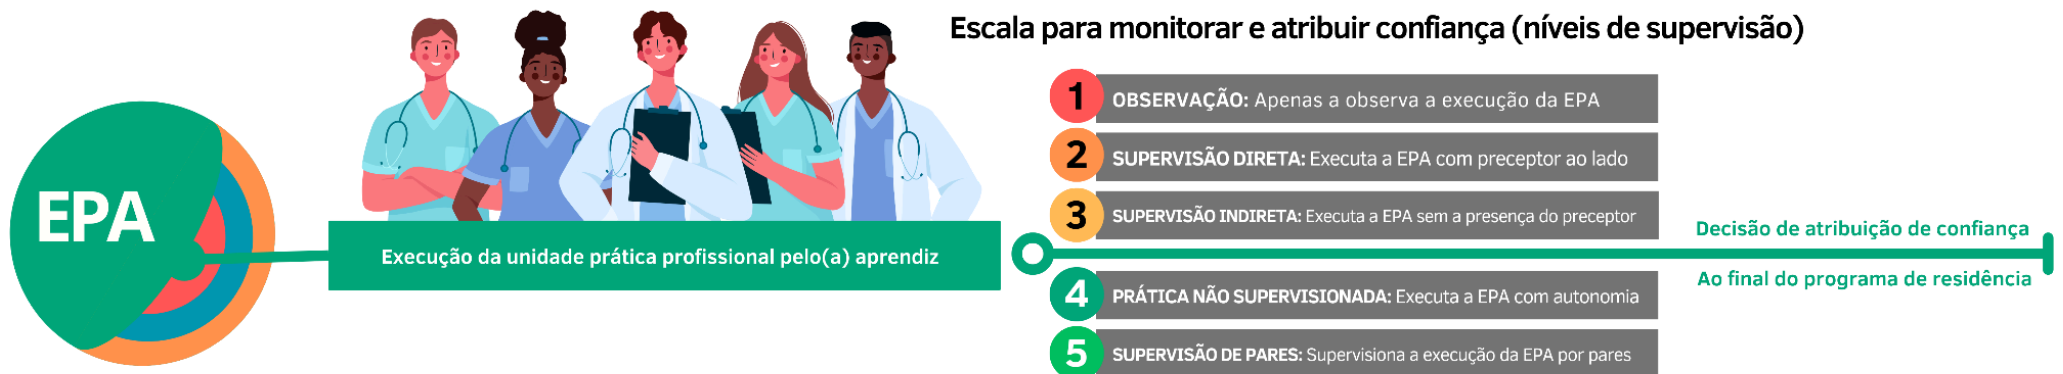 Escala para monitorar e atribuir confiança (níveis de supervisão)
EPA
Execução da unidade prática profissional pelo(a) aprendiz
1 OBSERVAÇÃO: Apenas a observa a execução da EPA
2 SUPERVISÃO DIRETA: Executa a EPA com preceptor ao lado
3 SUPERVISÃO INDIRETA: Executa a EPA sem a presença do preceptor
Decisão de atribuição de confiança
Ao final do programa de residência
4 PRÁTICA NÃO SUPERVISIONADA: Executa a EPA com autonomia
5 SUPERVISÃO DE PARES: Supervisiona a execução da EPA por pares